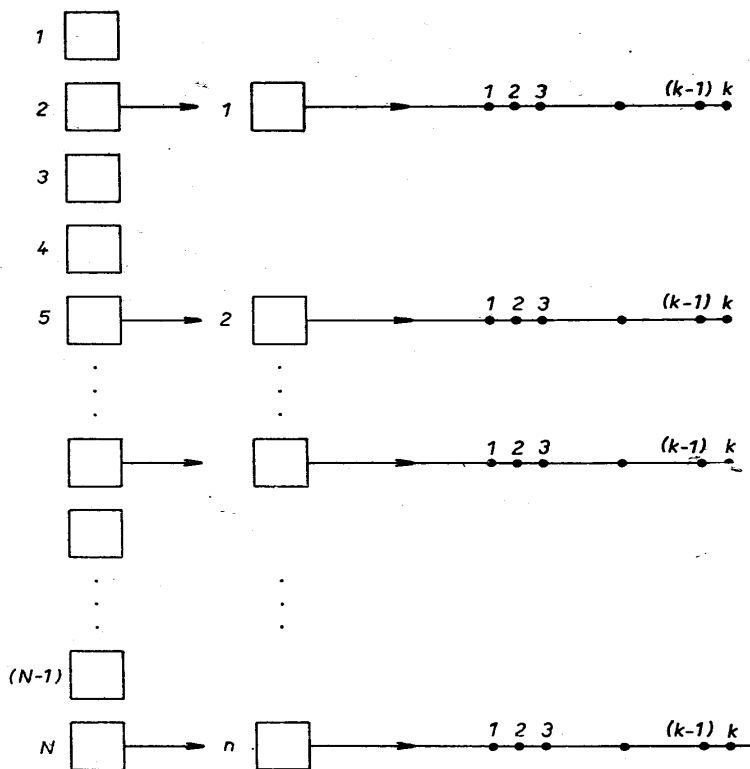 1
2 1 1 2 3 (k-1) k
3
4
5 2 1 2 3 (k-1) k
1 2 3 (k-1) k
(N-1)
N n 1 2 3 (k-1) k